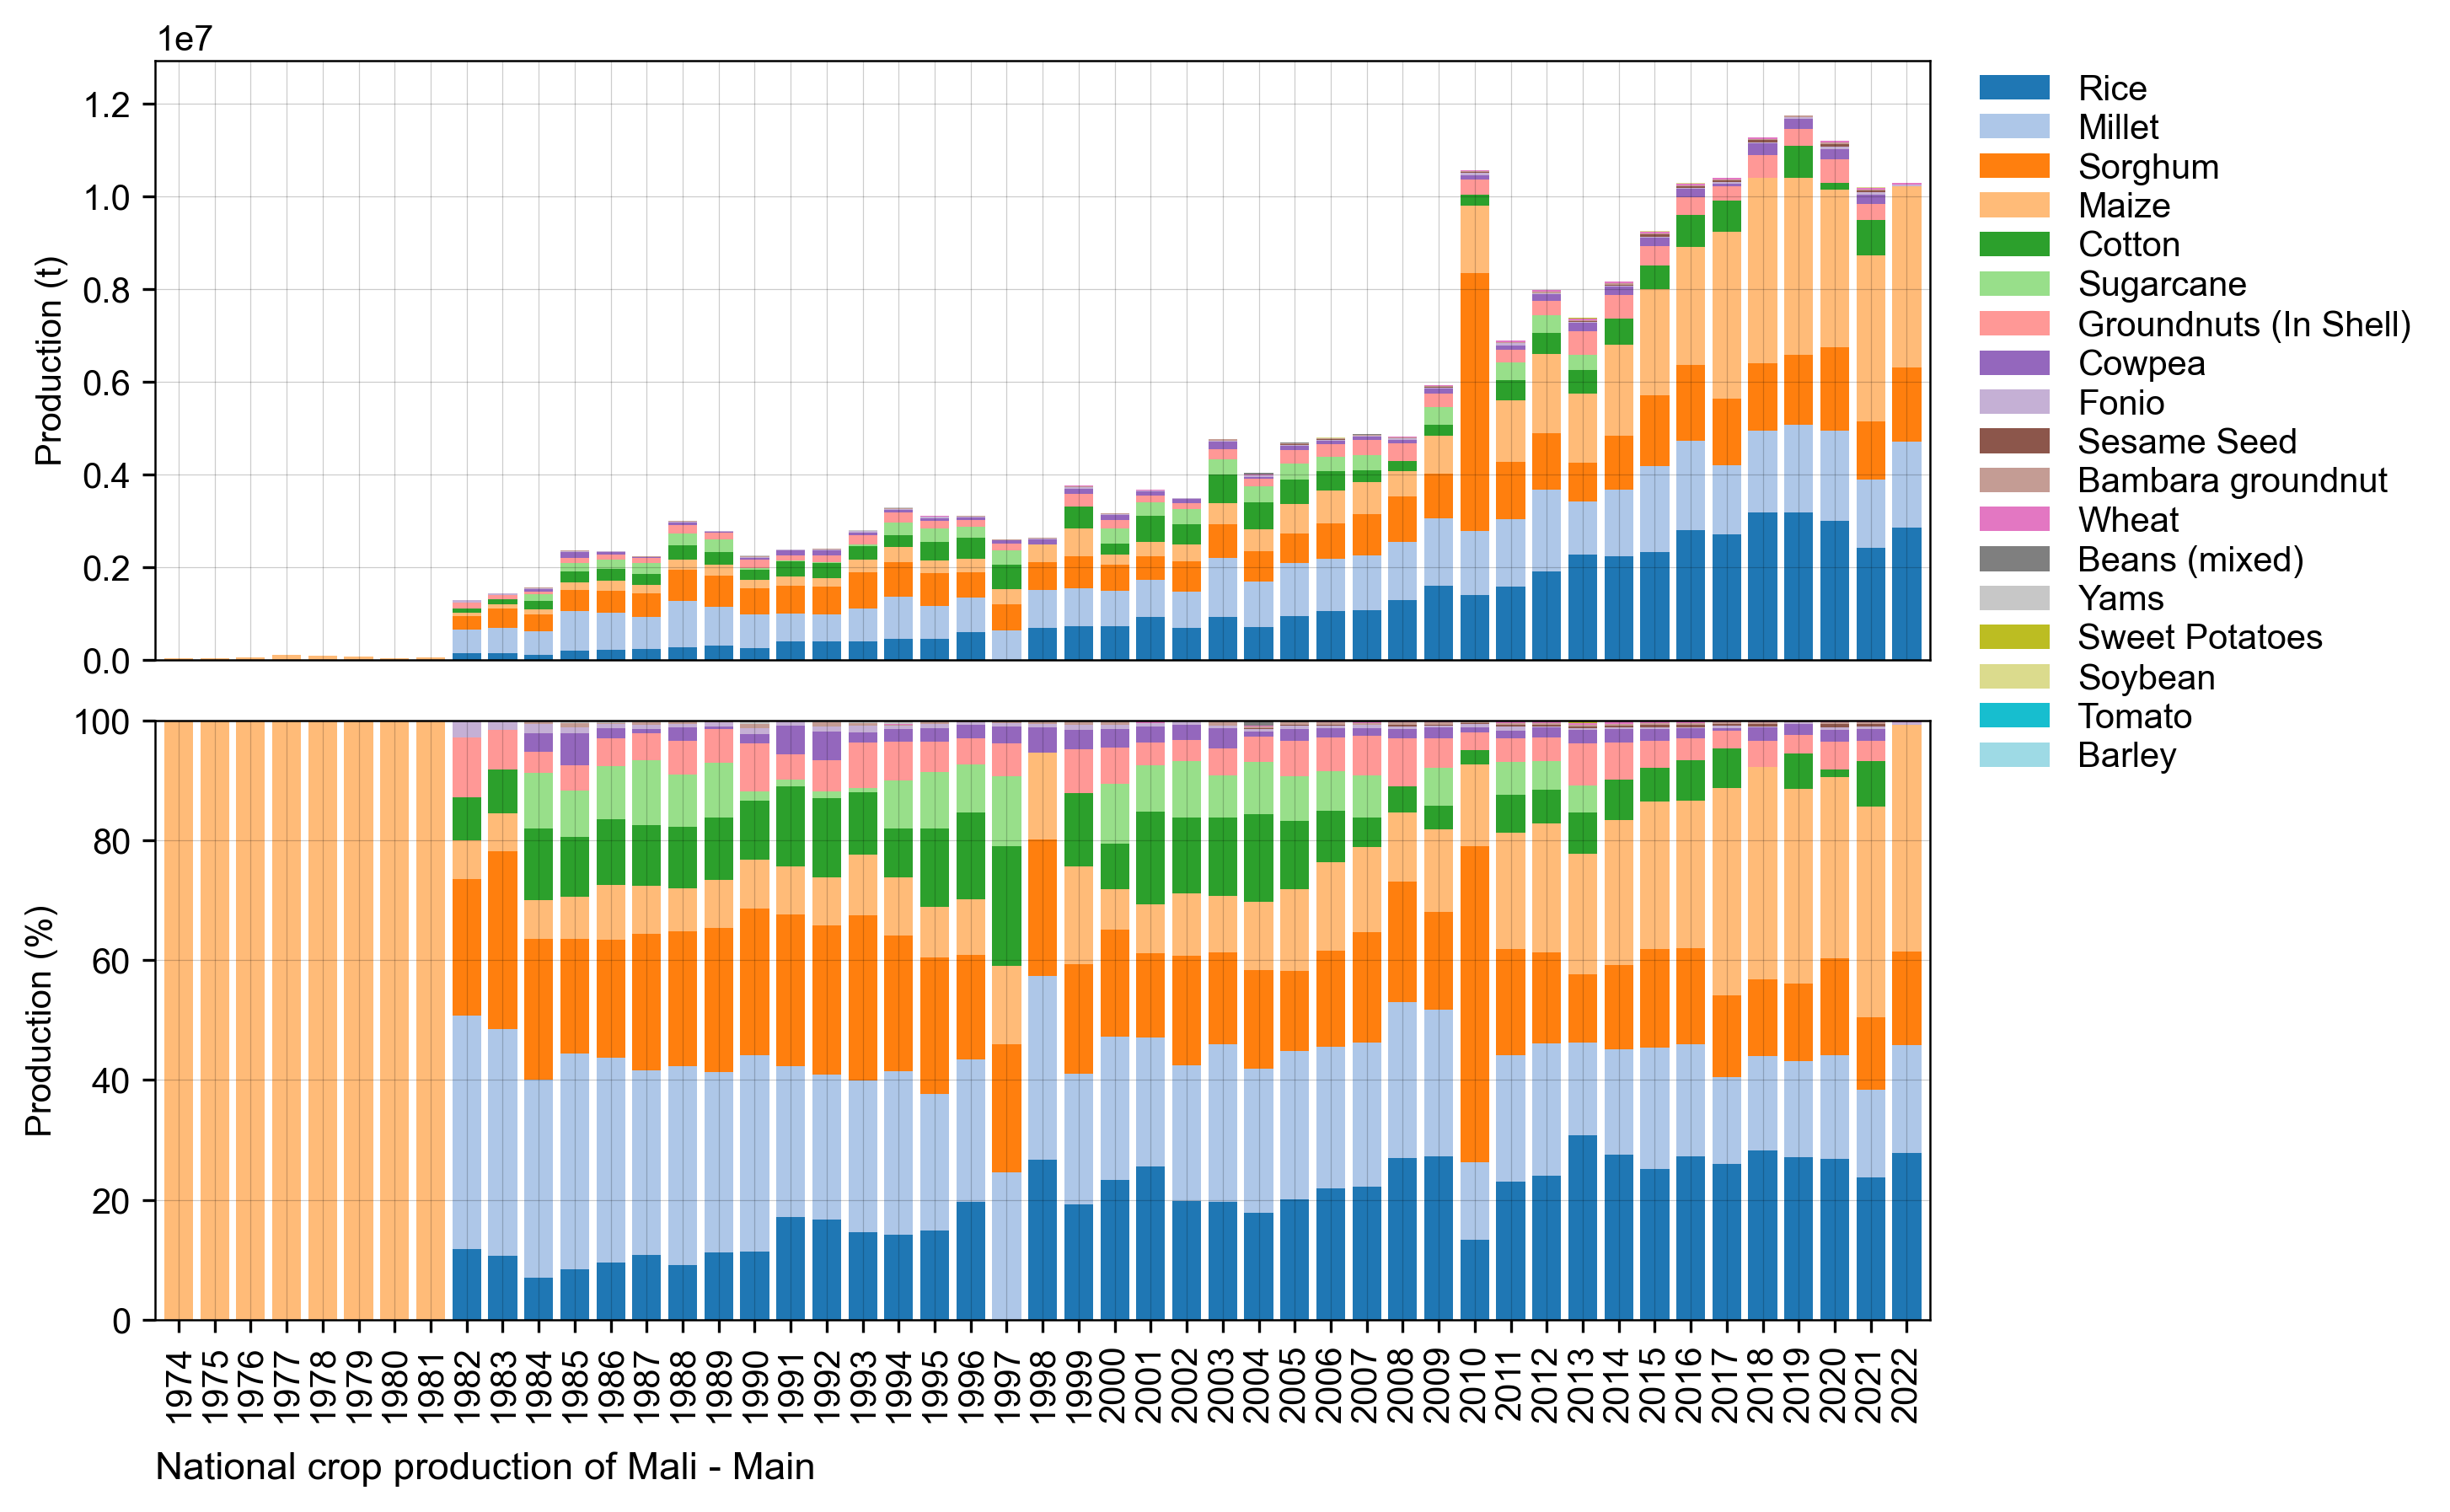 1e7
1.2
1.0
0.8
0.6
0.4
0.2
0.0
Production (t)
Rice
Millet
Sorghum
Maize
Cotton
Sugarcane
Groundnuts (In Shell)
Cowpea
Fonio
Sesame Seed
Bambara groundnut
Wheat
Beans (mixed)
Yams
Sweet Potatoes
Soybean
Tomato
Barley
100
80
60
40
20
0
Production (%)
1974
1975
1976
1977
1978
1979
1980
1981
1982
1983
1984
1985
1986
1987
1988
1989
1990
1991
1992
1993
1994
1995
1996
1997
1998
1999
2000
2001
2002
2003
2004
2005
2006
2007
2008
2009
2010
2011
2012
2013
2014
2015
2016
2017
2018
2019
2020
2021
2022
National crop production of Mali - Main